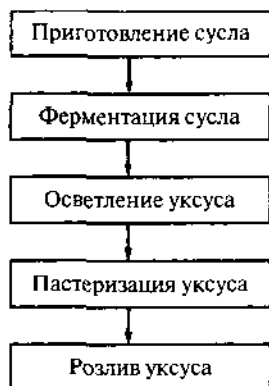 Приготовление сусла
Ферментация сусла
Осветление уксуса
Пастеризация уксуса
Розлив уксуса